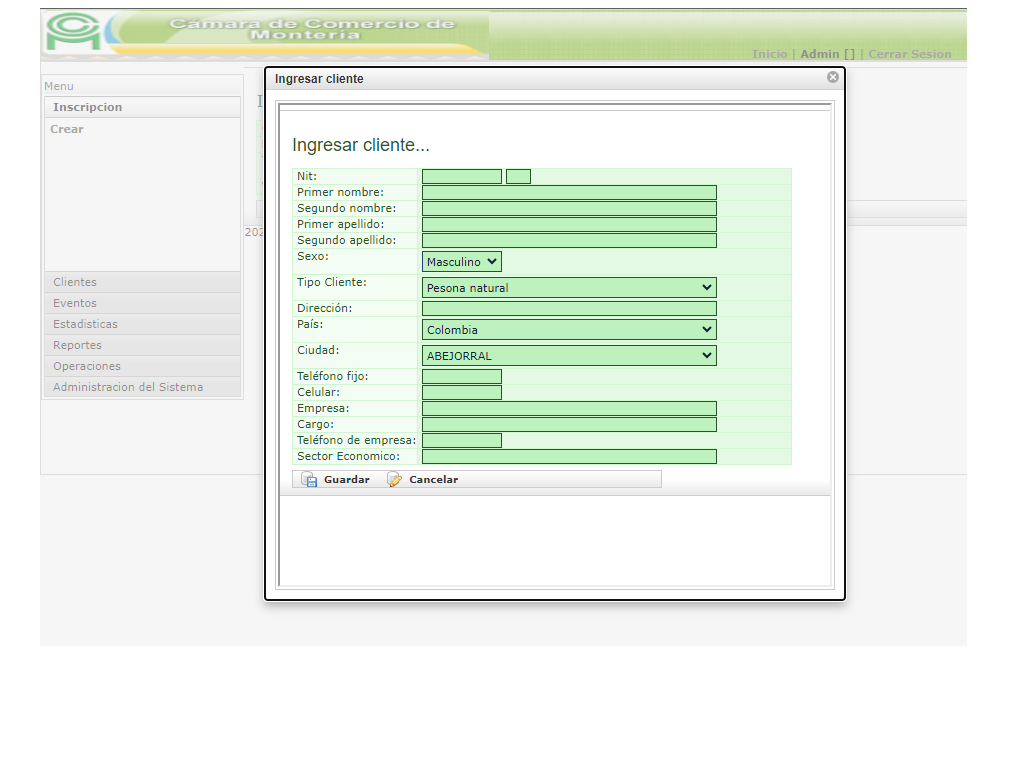 Cámara de Comercio de
Montería
Inicio | Admin [] | Cerrar Sesion
Menu
Inscripcion
Crear
Clientes
Eventos
Estadisticas
Reportes
Operaciones
Administracion del Sistema
Ingresar cliente
Ingresar cliente...
Nit:
Primer nombre:
Segundo nombre:
Primer apellido:
Segundo apellido:
Sexo: Masculino
Tipo Cliente: Pesona natural
Dirección:
País: Colombia
Ciudad: ABEJORRAL
Teléfono fijo:
Celular:
Empresa:
Cargo:
Teléfono de empresa:
Sector Economico:
Guardar Cancelar